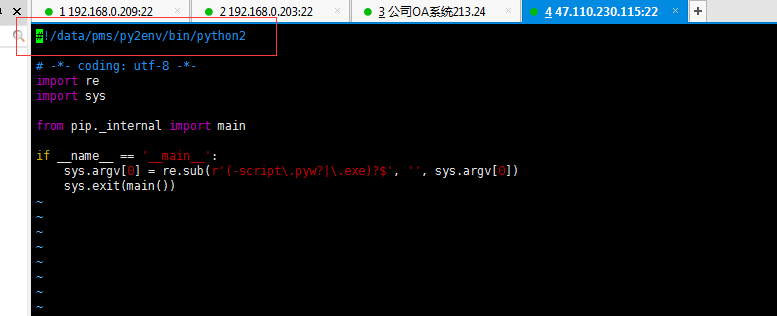 1 192.168.0.209:22 × 2 192.168.0.203:22 × 3 公司OA系统213.24 × 4 47.110.230.115:22 × +
#!/data/pms/py2env/bin/python2
# -*- coding: utf-8 -*-
import re
import sys
from pip._internal import main
if __name__ == '__main__':
    sys.argv[0] = re.sub(r'(-script\.pyw?|\.exe)?$', '', sys.argv[0])
    sys.exit(main())
~
~
~
~
~
~
~
~